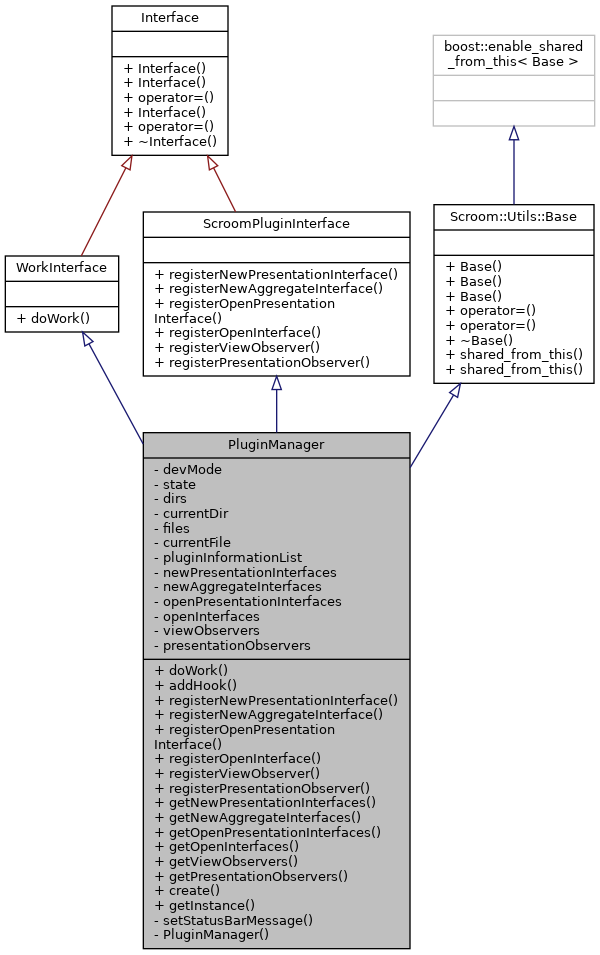 Interface
+ Interface()
+ Interface()
+ operator=()
+ Interface()
+ operator=()
+ ~Interface()
boost::enable_shared
_from_this< Base >
WorkInterface
+ doWork()
ScroomPluginInterface
+ registerNewPresentationInterface()
+ registerNewAggregateInterface()
+ registerOpenPresentation
Interface()
+ registerOpenInterface()
+ registerViewObserver()
+ registerPresentationObserver()
Scroom::Utils::Base
+ Base()
+ Base()
+ Base()
+ operator=()
+ operator=()
+ ~Base()
+ shared_from_this()
+ shared_from_this()
PluginManager
- devMode
- state
- dirs
- currentDir
- files
- currentFile
- pluginInformationList
- newPresentationInterfaces
- newAggregateInterfaces
- openPresentationInterfaces
- openInterfaces
- viewObservers
- presentationObservers
+ doWork()
+ addHook()
+ registerNewPresentationInterface()
+ registerNewAggregateInterface()
+ registerOpenPresentation
Interface()
+ registerOpenInterface()
+ registerViewObserver()
+ registerPresentationObserver()
+ getNewPresentationInterfaces()
+ getNewAggregateInterfaces()
+ getOpenPresentationInterfaces()
+ getOpenInterfaces()
+ getViewObservers()
+ getPresentationObservers()
+ create()
+ getInstance()
- setStatusBarMessage()
- PluginManager()